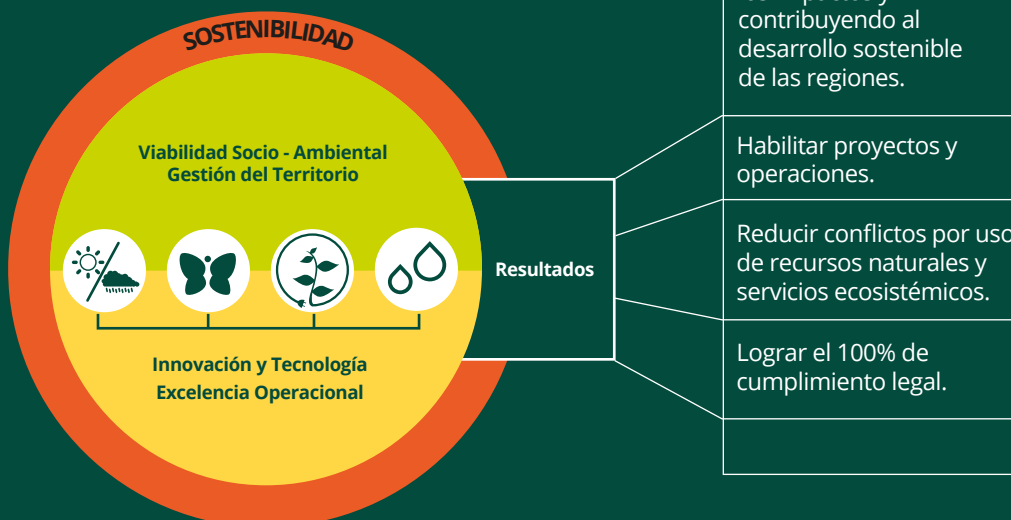 SOSTENIBILIDAD
Viabilidad Socio - Ambiental
Gestión del Territorio
Innovación y Tecnología
Excelencia Operacional
Resultados
contribuyendo al
desarrollo sostenible
de las regiones.
Habilitar proyectos y
operaciones.
Reducir conflictos por uso
de recursos naturales y
servicios ecosistémicos.
Lograr el 100% de
cumplimiento legal.